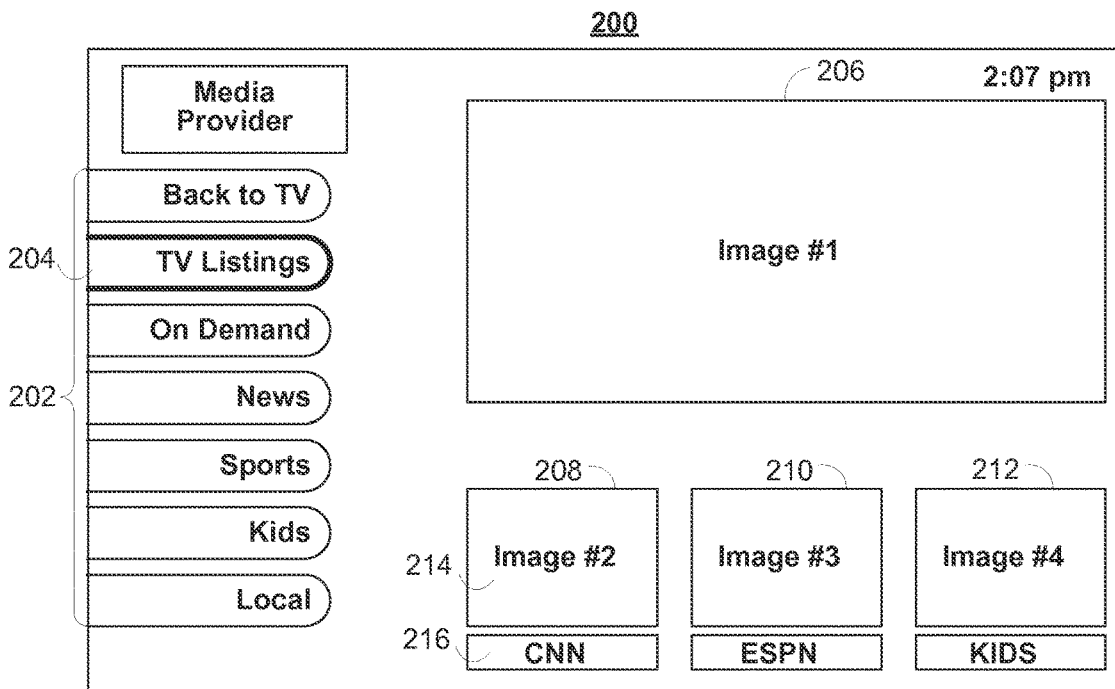 200
206
2:07 pm
Media
Provider
Back to TV
204
TV Listings
Image #1
On Demand
202
News
Sports
208
210
212
Kids
214
Image #2
Image #3
Image #4
Local
216
CNN
ESPN
KIDS